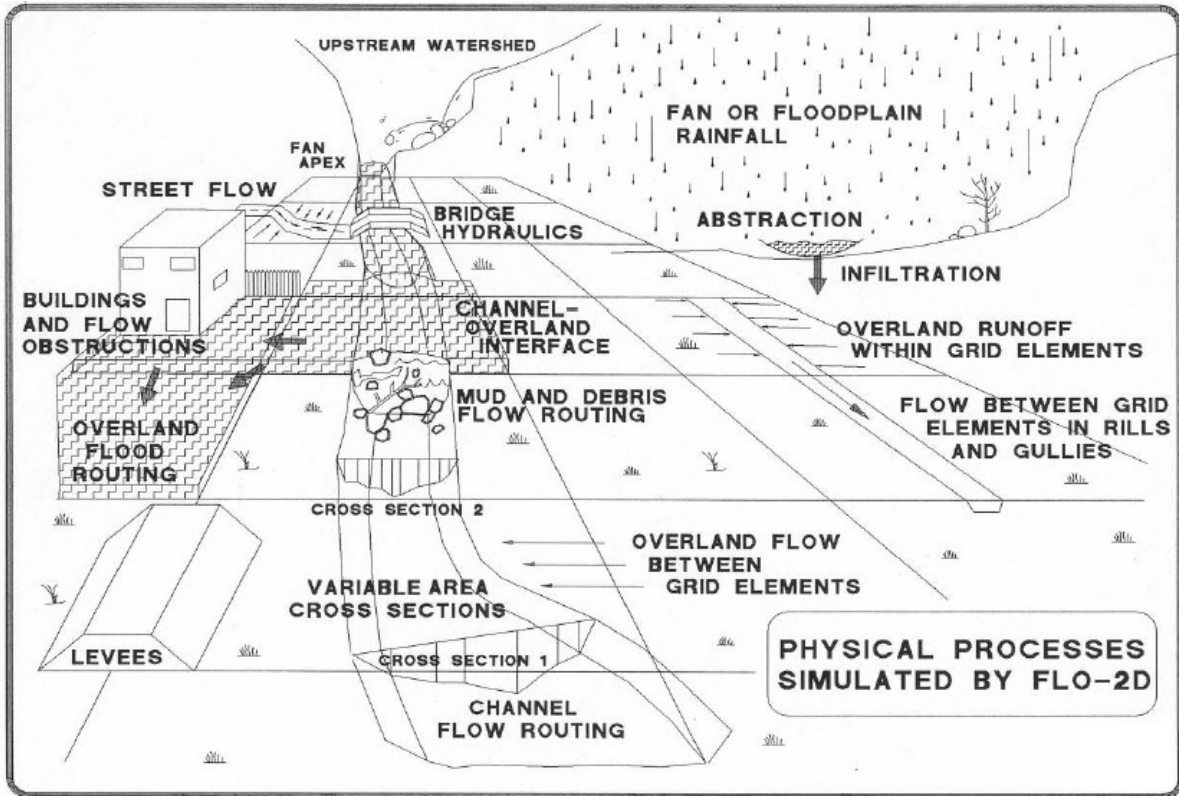 UPSTREAM WATERSHED
FAN OR FLOODPLAIN
RAINFALL
FAN
APEX
STREET FLOW
BRIDGE
HYDRAULICS
ABSTRACTION
INFILTRATION
BUILDINGS
AND FLOW
OBSTRUCTIONS
CHANNEL-
OVERLAND
INTERFACE
OVERLAND RUNOFF
WITHIN GRID ELEMENTS
MUD AND DEBRIS
FLOW ROUTING
FLOW BETWEEN GRID
ELEMENTS IN RILLS
AND GULLIES
OVERLAND
FLOOD
ROUTING
CROSS SECTION 2
OVERLAND FLOW
BETWEEN
GRID ELEMENTS
VARIABLE AREA
CROSS SECTIONS
LEVEES
CROSS SECTION 1
CHANNEL
FLOW ROUTING
PHYSICAL PROCESSES
SIMULATED BY FLO-2D